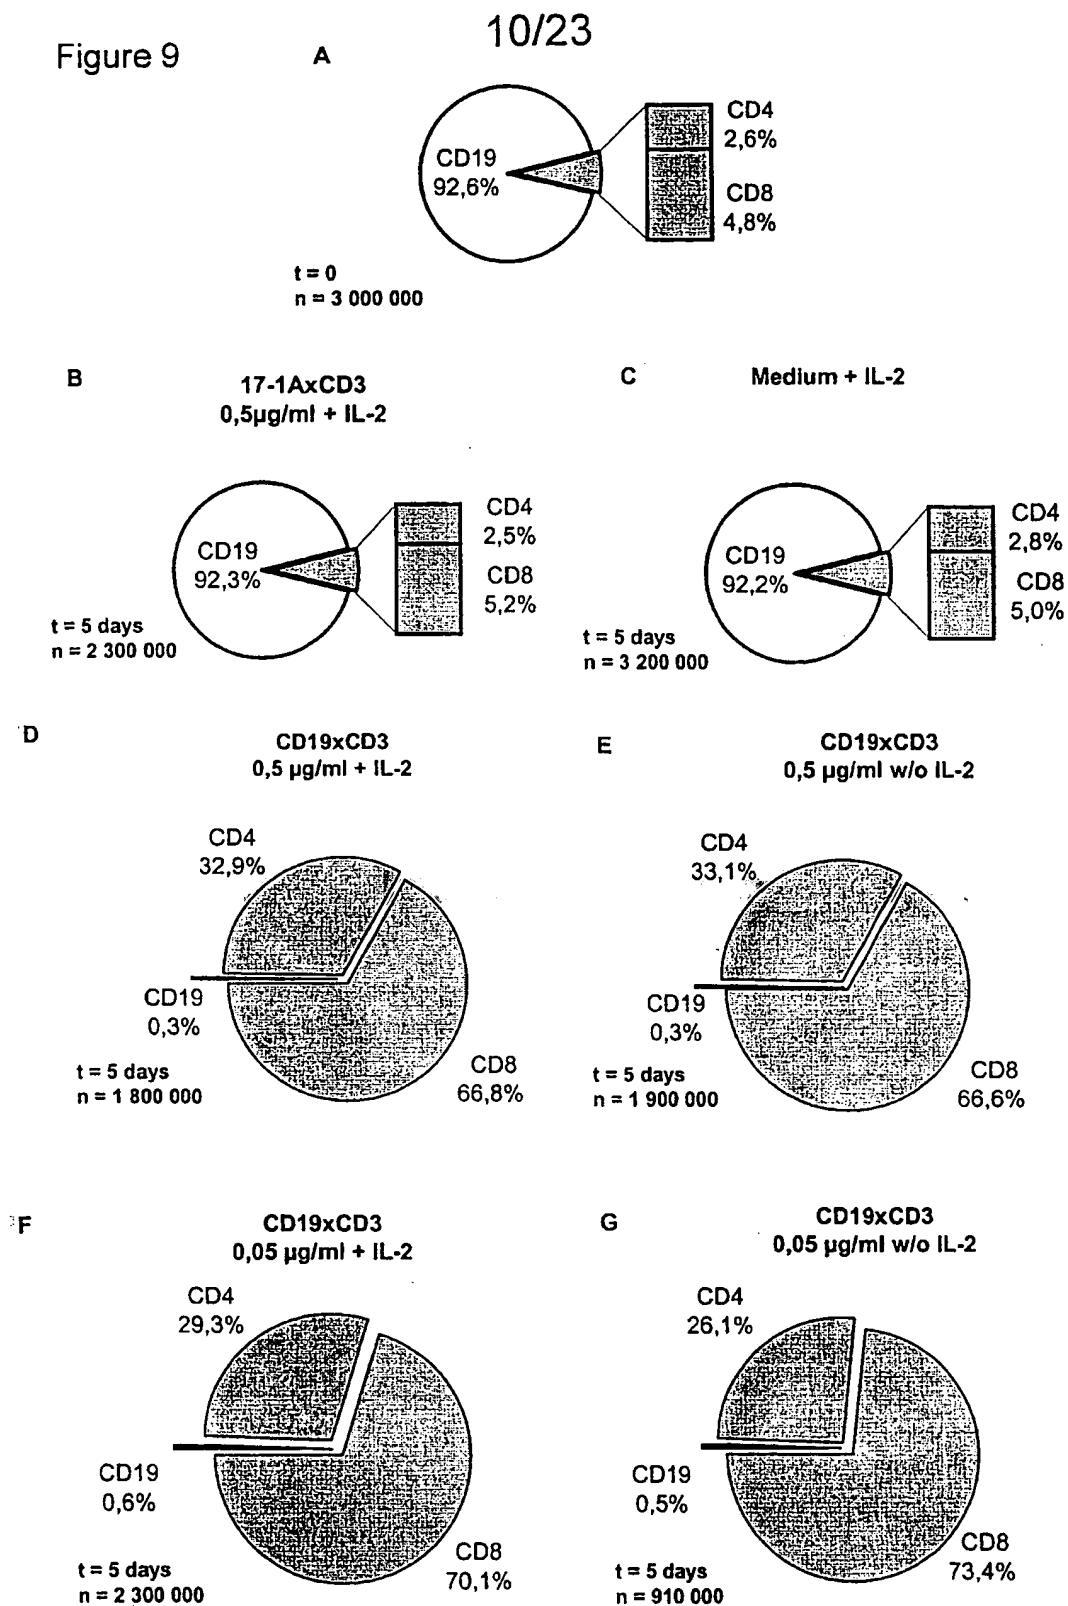 10/23
Figure 9
A
CD19
92,6%
CD4
2,6%
CD8
4,8%
t = 0
n = 3 000 000
B
17-1AxCD3
0,5µg/ml + IL-2
CD19
92,3%
CD4
2,5%
CD8
5,2%
t = 5 days
n = 2 300 000
C
Medium + IL-2
CD19
92,2%
CD4
2,8%
CD8
5,0%
t = 5 days
n = 3 200 000
D
CD19xCD3
0,5 µg/ml + IL-2
CD4
32,9%
CD19
0,3%
CD8
66,8%
t = 5 days
n = 1 800 000
E
CD19xCD3
0,5 µg/ml w/o IL-2
CD4
33,1%
CD19
0,3%
CD8
66,6%
t = 5 days
n = 1 900 000
F
CD19xCD3
0,05 µg/ml + IL-2
CD4
29,3%
CD19
0,6%
CD8
70,1%
t = 5 days
n = 2 300 000
G
CD19xCD3
0,05 µg/ml w/o IL-2
CD4
26,1%
CD19
0,5%
CD8
73,4%
t = 5 days
n = 910 000